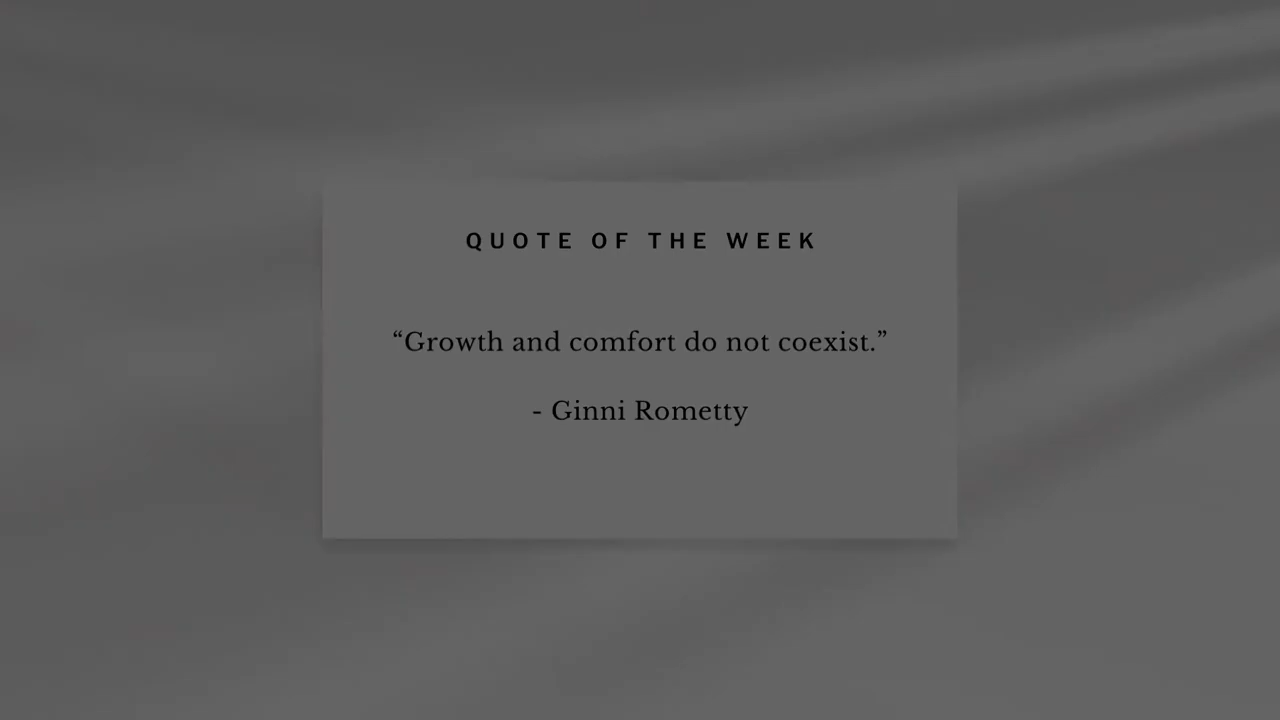 QUOTE OF THE WEEK
“Growth and comfort do not coexist.”
- Ginni Rometty